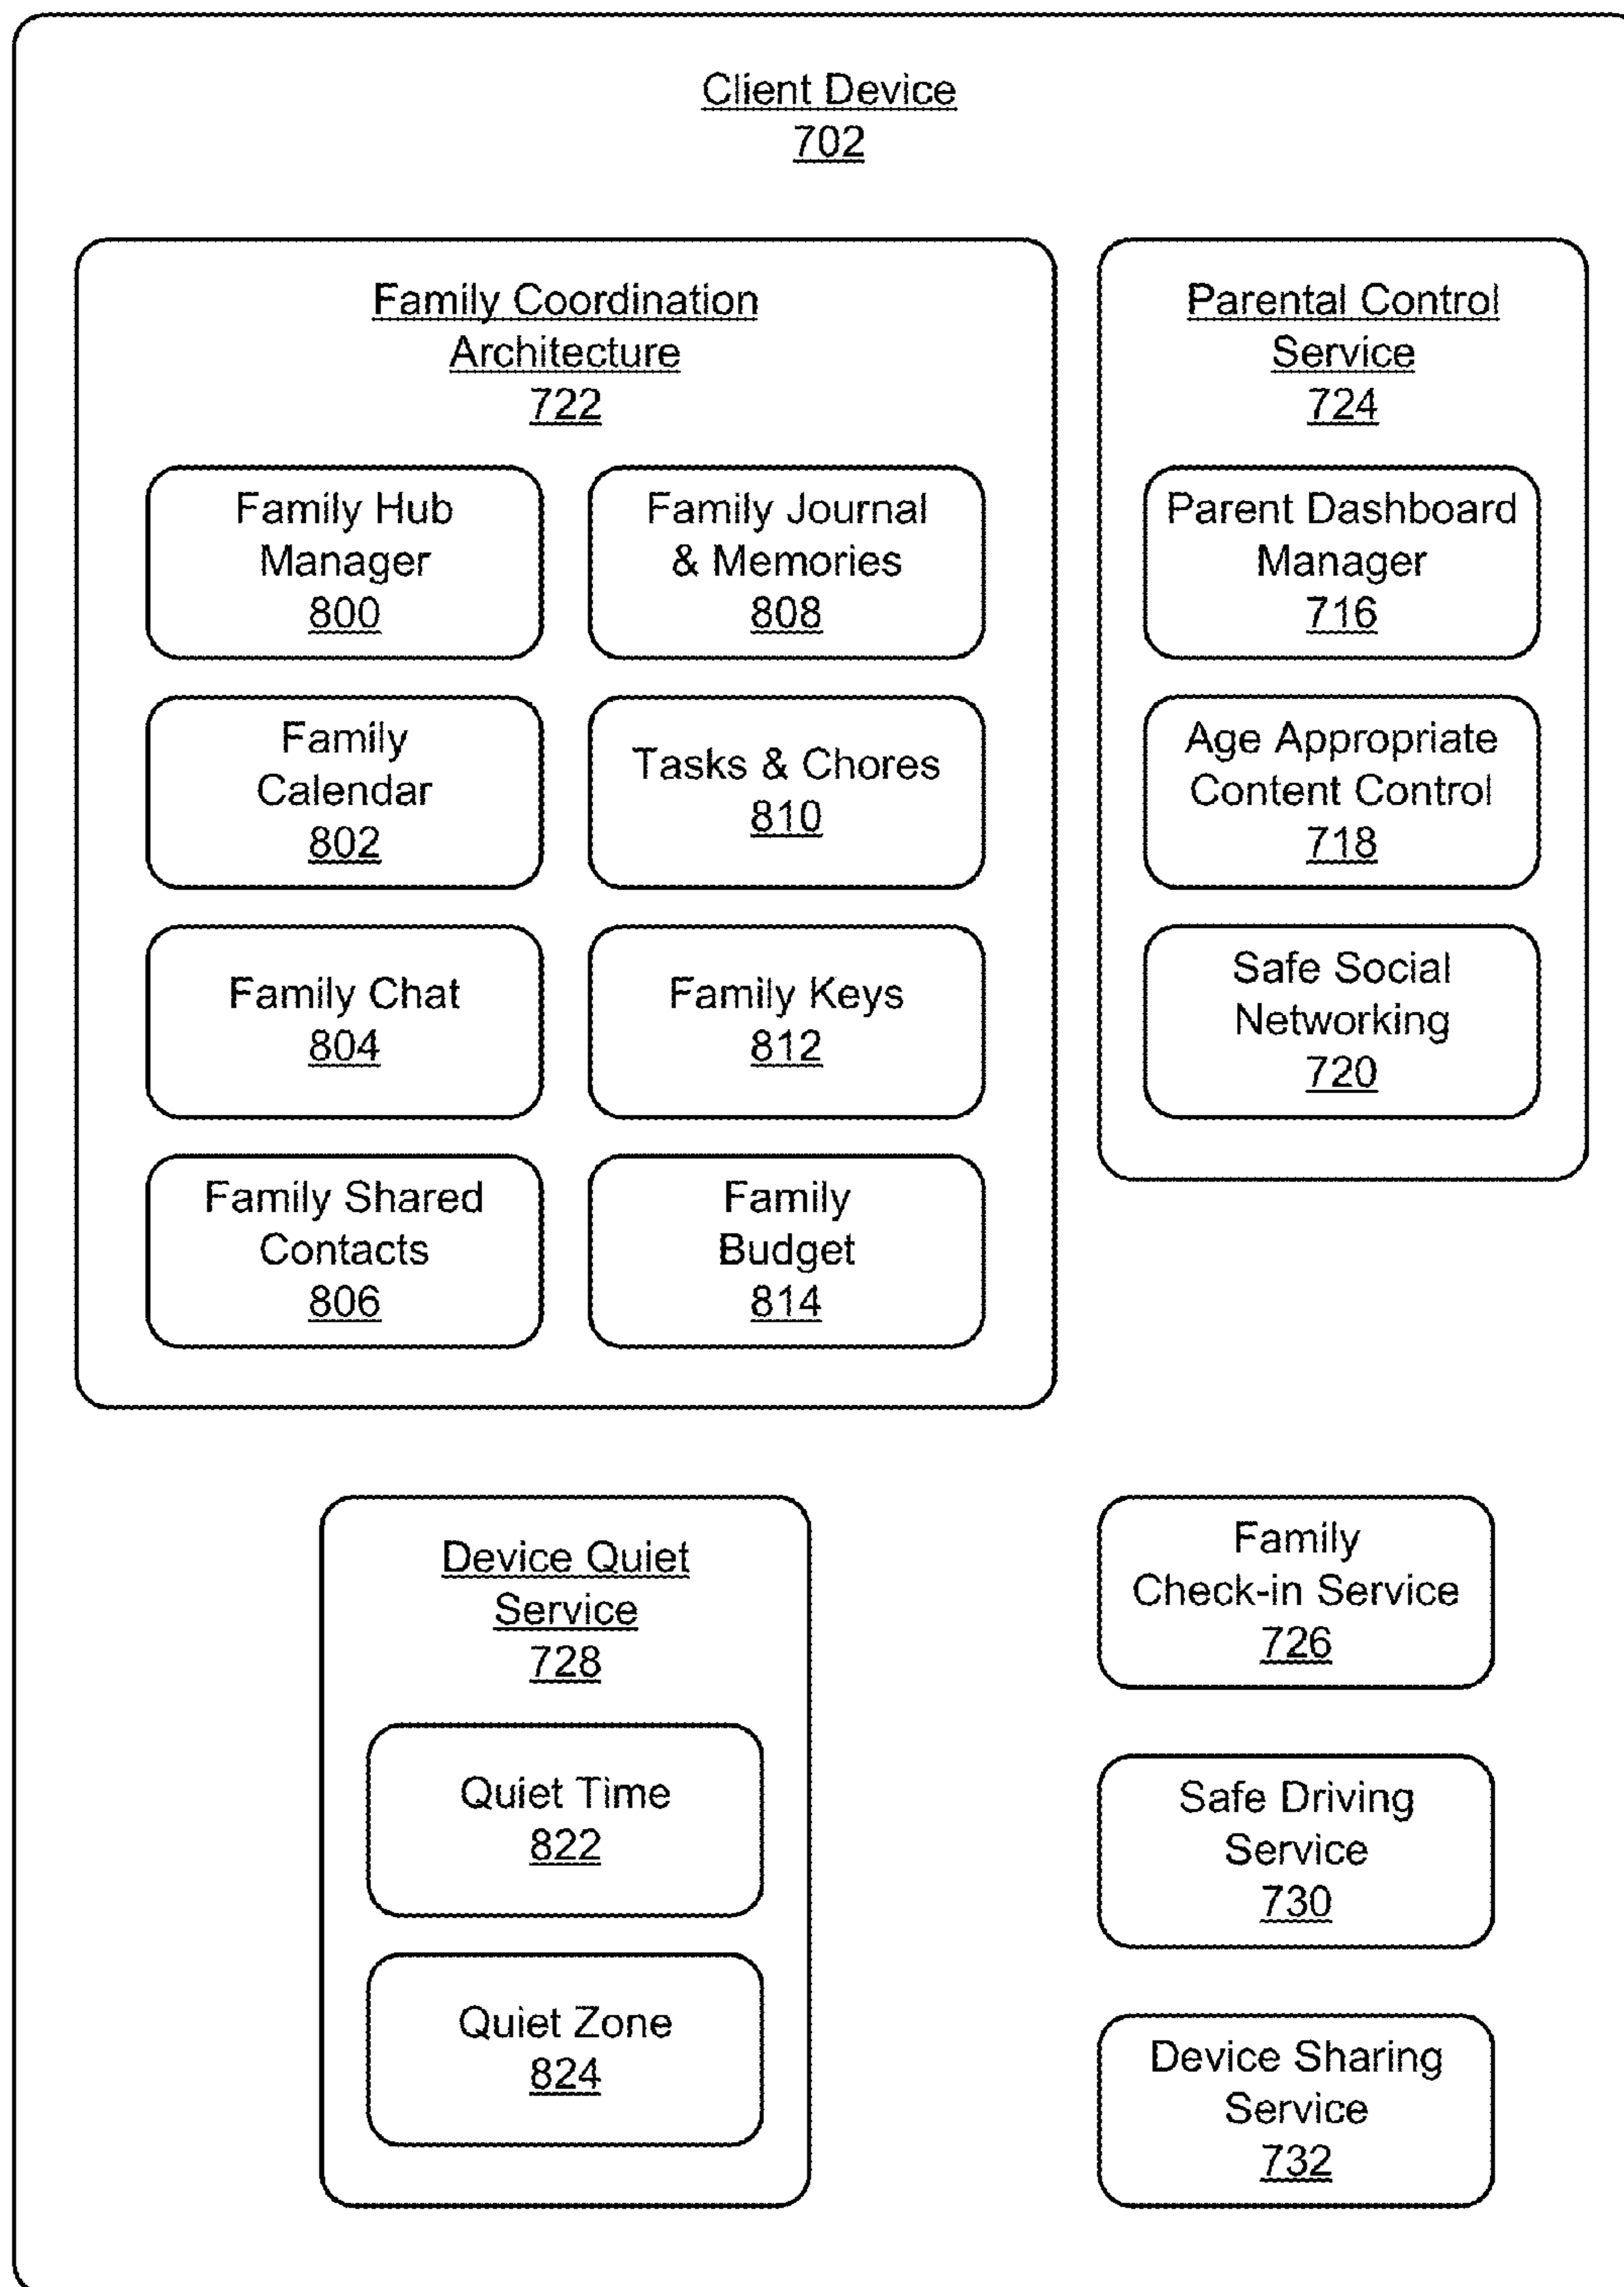 Client Device
702
Family Coordination
Architecture
722
Family Hub
Manager
800
Family Journal
& Memories
808
Family
Calendar
802
Tasks & Chores
810
Family Chat
804
Family Keys
812
Family Shared
Contacts
806
Family
Budget
814
Parental Control
Service
724
Parent Dashboard
Manager
716
Age Appropriate
Content Control
718
Safe Social
Networking
720
Device Quiet
Service
728
Quiet Time
822
Quiet Zone
824
Family
Check-in Service
726
Safe Driving
Service
730
Device Sharing
Service
732